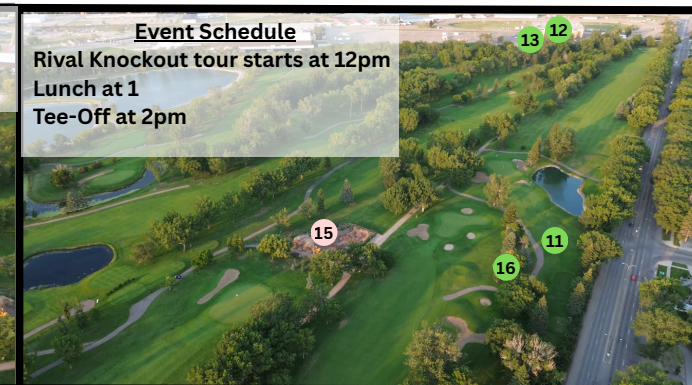 Event Schedule
Rival Knockout tour starts at 12pm
Lunch at 1
Tee-Off at 2pm
12
13
15
11
16